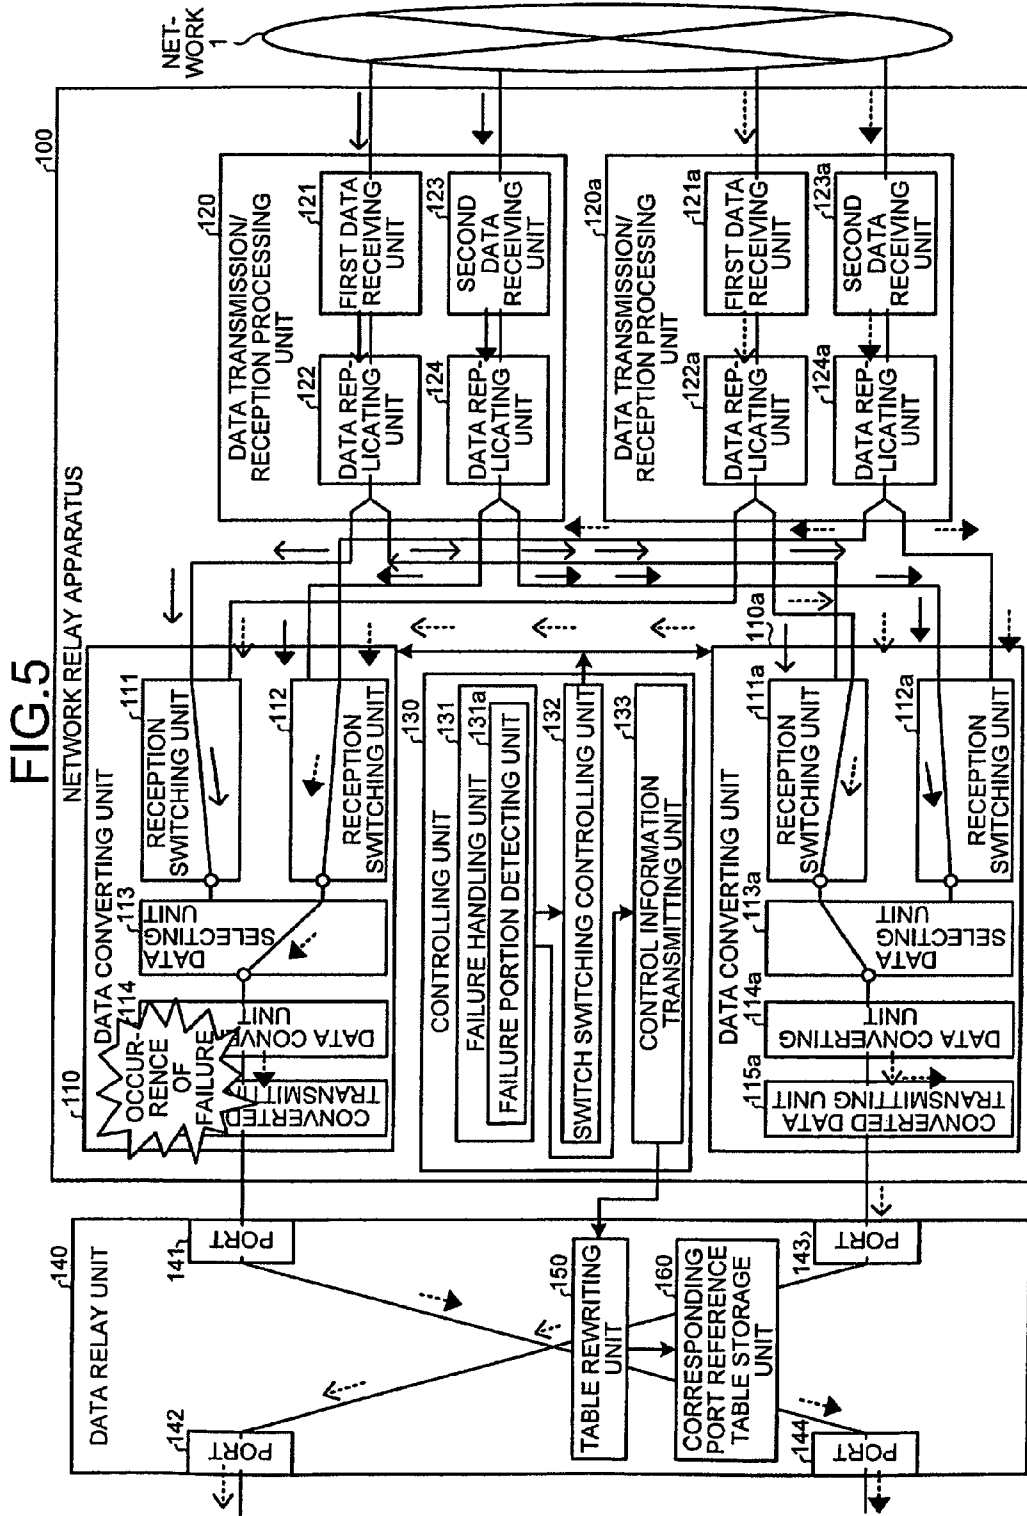 FIG.5
NETWORK RELAY APPARATUS
100
NET-
WORK
1
DATA TRANSMISSION/
RECEPTION PROCESSING
UNIT
120
FIRST DATA
RECEIVING
UNIT
121
DATA REP-
LICATING
UNIT
122
SECOND
DATA
RECEIVING
UNIT
123
DATA REP-
LICATING
UNIT
124
DATA TRANSMISSION/
RECEPTION PROCESSING
UNIT
120a
FIRST DATA
RECEIVING
UNIT
121a
DATA REP-
LICATING
UNIT
122a
SECOND
DATA
RECEIVING
UNIT
123a
DATA REP-
LICATING
UNIT
124a
DATA CONVERTING UNIT
110
RECEPTION
SWITCHING UNIT
111
RECEPTION
SWITCHING UNIT
112
DATA
SELECTING
UNIT
113
DATA CONVE
UNIT
114
CONVERTED
TRANSMITTI
OCCUR-
RENCE
OF
FAILURE
CONTROLLING UNIT
130
FAILURE HANDLING UNIT
131
FAILURE PORTION DETECTING UNIT
131a
SWITCH SWITCHING CONTROLLING UNIT
132
CONTROL INFORMATION
TRANSMITTING UNIT
133
DATA CONVERTING UNIT
110a
RECEPTION
SWITCHING UNIT
111a
RECEPTION
SWITCHING UNIT
112a
DATA
SELECTING
UNIT
113a
DATA CONVERTING
UNIT
114a
CONVERTED DATA
TRANSMITTING UNIT
115a
DATA RELAY UNIT
140
PORT
141
PORT
142
PORT
143
PORT
144
TABLE REWRITING
UNIT
150
CORRESPONDING
PORT REFERENCE
TABLE STORAGE
UNIT
160